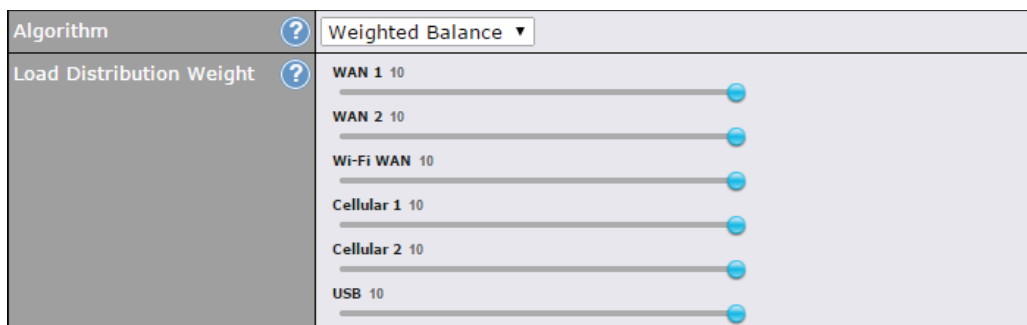 Algorithm ? Weighted Balance ▼
Load Distribution Weight ? WAN 1 10
WAN 2 10
Wi-Fi WAN 10
Cellular 1 10
Cellular 2 10
USB 10